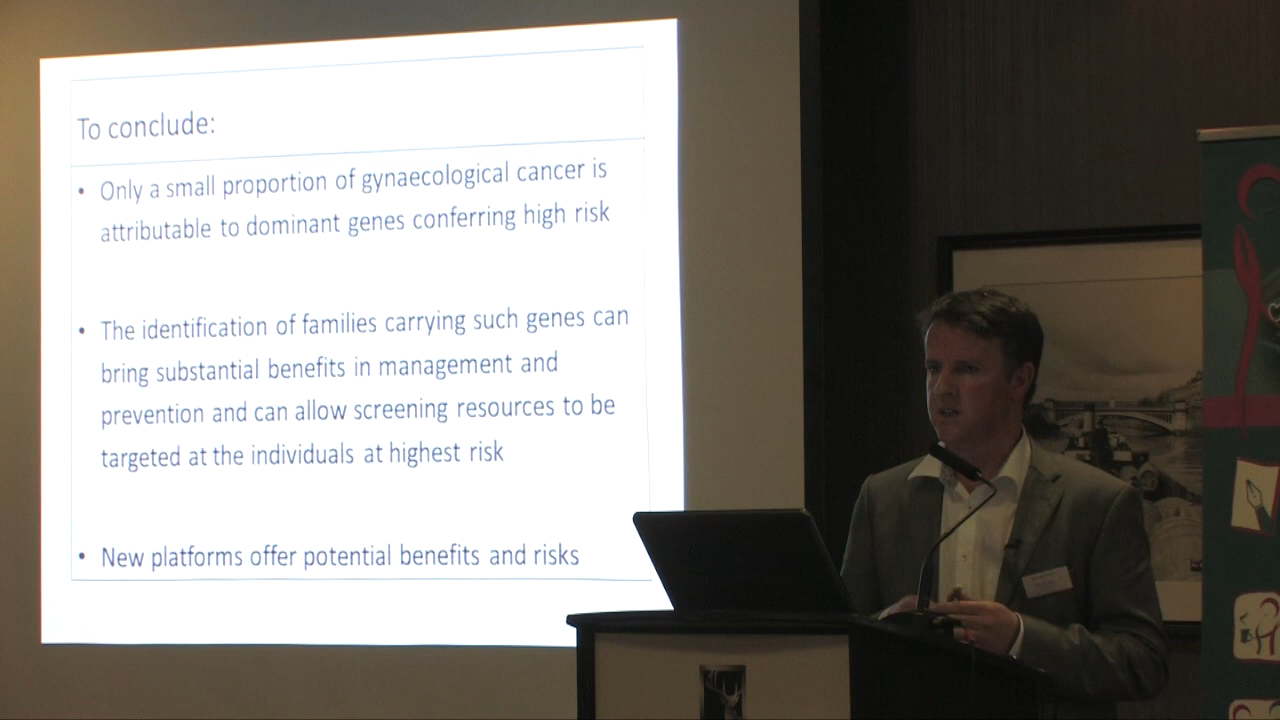 To conclude:
• Only a small proportion of gynaecological cancer is
attributable to dominant genes conferring high risk
• The identification of families carrying such genes can
bring substantial benefits in management and
prevention and can allow screening resources to be
targeted at the individuals at highest risk
• New platforms offer potential benefits and risks